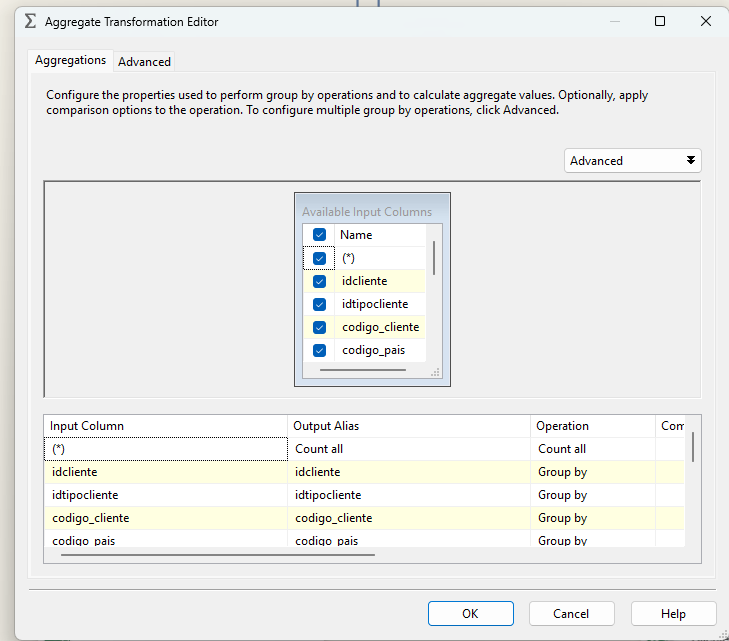 Aggregate Transformation Editor
Aggregations
Advanced
Configure the properties used to perform group by operations and to calculate aggregate values. Optionally, apply
comparison options to the operation. To configure multiple group by operations, click Advanced.
Advanced
Available Input Columns
Name
(*)
idcliente
idtipocliente
codigo_cliente
codigo_pais
Input Column Output Alias Operation Com
(*) Count all Count all
idcliente idcliente Group by
idtipocliente idtipocliente Group by
codigo_cliente codigo_cliente Group by
codigo_pais codigo_pais Group by
OK Cancel Help